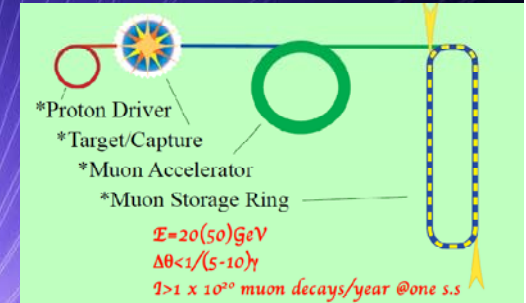 *Proton Driver
*Target/Capture
*Muon Accelerator
*Muon Storage Ring
E=20(50)GeV
Δθ<1/(5-10)γ
I>1 x 10²⁰ muon decays/year @one s.s